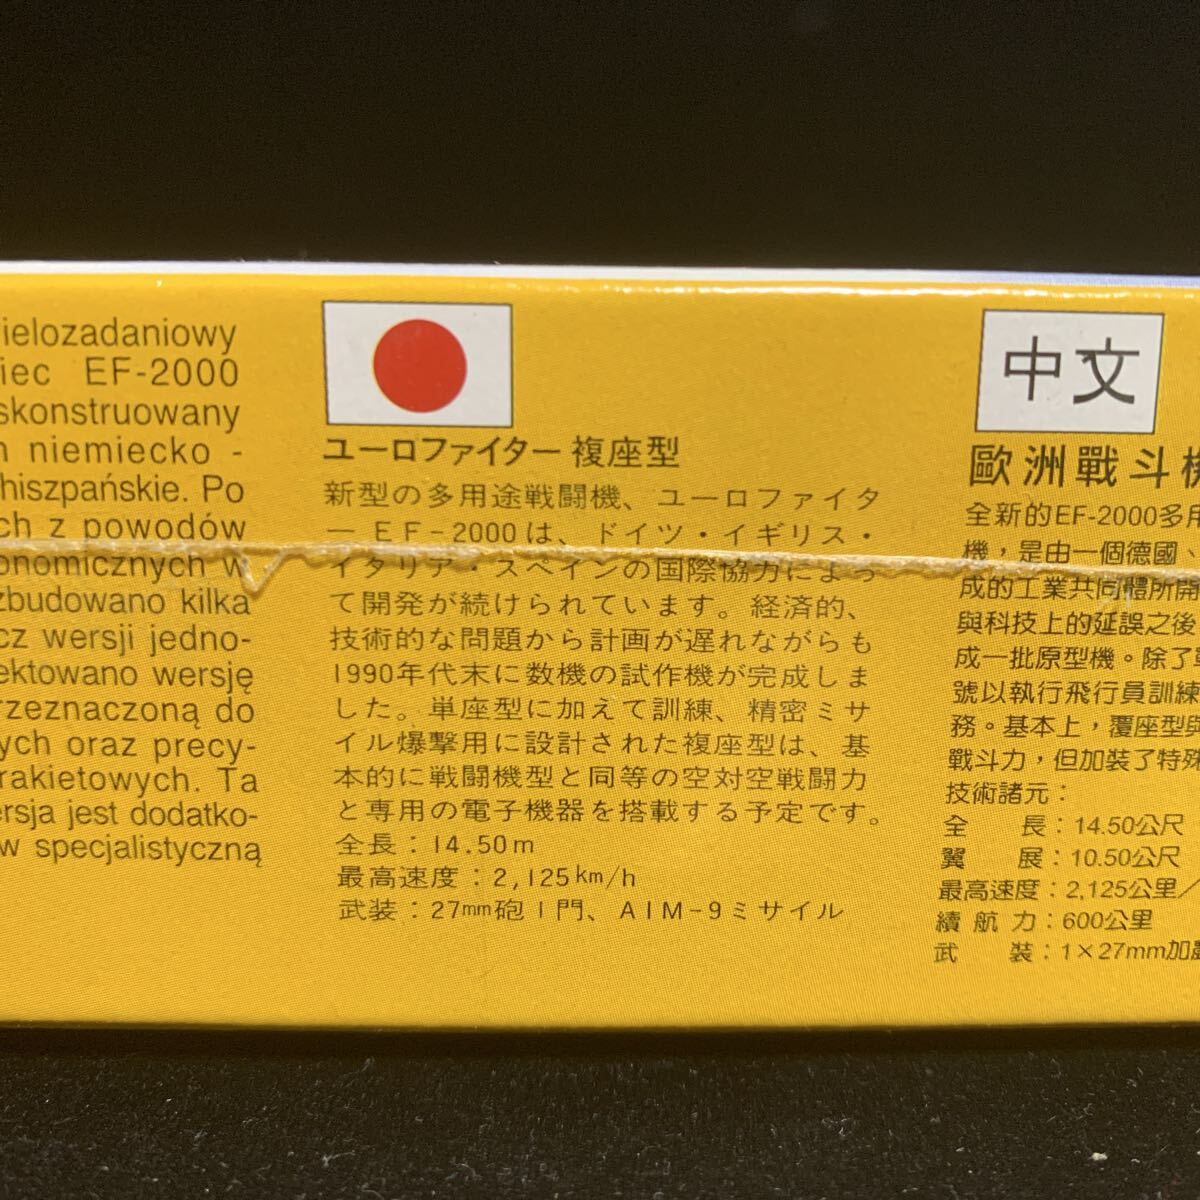 ielozadaniowy
iec EF-2000
skonstruowany
niemiecko -
hiszpańskie. Po
ch z powodów
onomicznych w
zbudowano kilka
cz wersji jedno-
ektowano wersję
rzeznaczoną do
ych oraz precy-
rakietowych. Ta
ersja jest dodatko-
w specjalistyczną
ユーロファイター 複座型
新型の多用途戦闘機、ユーロファイタ
ー EF-2000は、ドイツ・イギリス・
イタリア・スペインの国際協力によっ
て開発が続けられています。経済的、
技術的な問題から計画が遅れながらも
1990年代末に数機の試作機が完成しま
した。単座型に加えて訓練、精密ミサ
イル爆撃用に設計された複座型は、基
本的に戦闘機型と同等の空対空戦闘力
と専用の電子機器を搭載する予定です。
全長：14.50m
最高速度：2,125km/h
武装：27mm砲1門、AIM-9ミサイル
中文
歐洲戰斗機
全新的EF-2000多用
機，是由一個德國、
成的工業共同體所開
與科技上的延誤之後
成一批原型機。除了單
號以執行飛行員訓練
務。基本上，覆座型與
戰斗力，但加裝了特殊
技術諸元：
全長：14.50公尺
翼展：10.50公尺
最高速度：2,125公里/
續航力：600公里
武裝：1×27mm加農